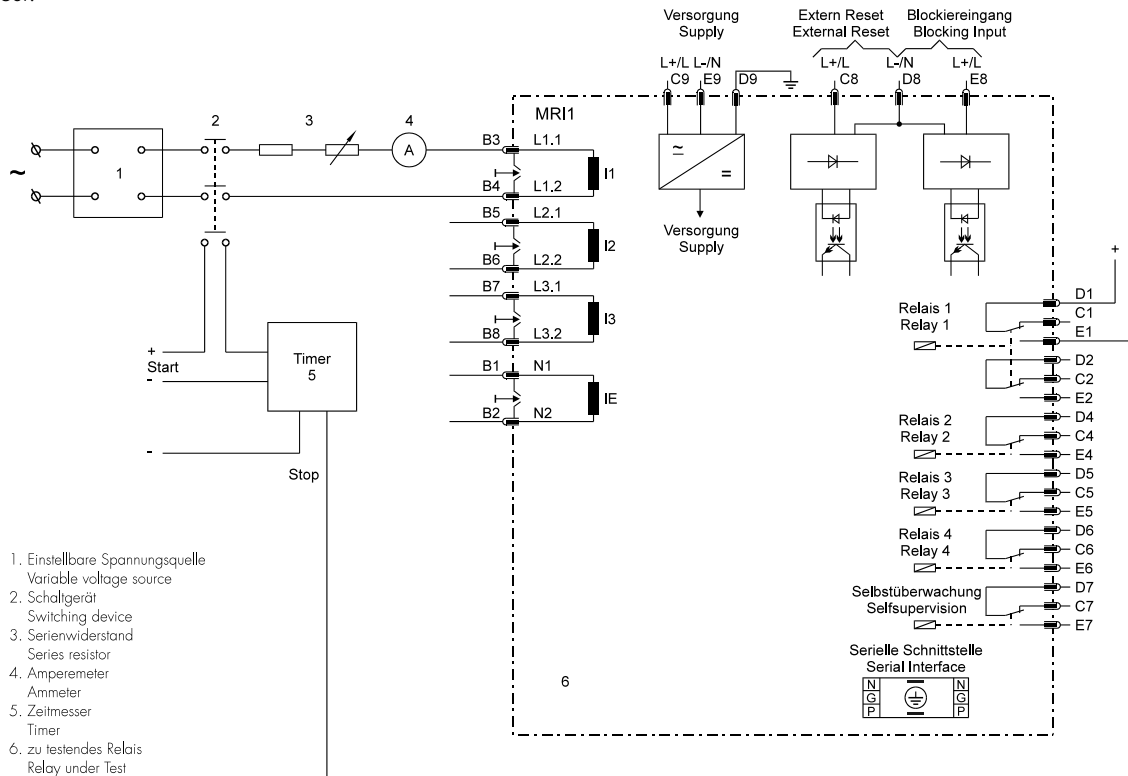 Versorgung
Supply
Extern Reset
External Reset
Blockiereingang
Blocking Input
L+/L L-/N
C9 E9 D9
L+/L L-/N L+/L
C8 D8 E8
MRI1
1
2
3
4
A
~
B3 L1.1
I1
B4 L1.2
B5 L2.1
I2
B6 L2.2
B7 L3.1
I3
B8 L3.2
B1 N1
IE
B2 N2
~
=
Versorgung
Supply
+
Start
-
-
Timer
5
Stop
+
Relais 1
Relay 1
D1
C1
E1
D2
C2
E2
Relais 2
Relay 2
D4
C4
E4
Relais 3
Relay 3
D5
C5
E5
Relais 4
Relay 4
D6
C6
E6
Selbstüberwachung
Selfsupervision
D7
C7
E7
Serielle Schnittstelle
Serial Interface
N N
G G
P P
6
1. Einstellbare Spannungsquelle
Variable voltage source
2. Schaltgerät
Switching device
3. Serienwiderstand
Series resistor
4. Amperemeter
Ammeter
5. Zeitmesser
Timer
6. zu testendes Relais
Relay under Test